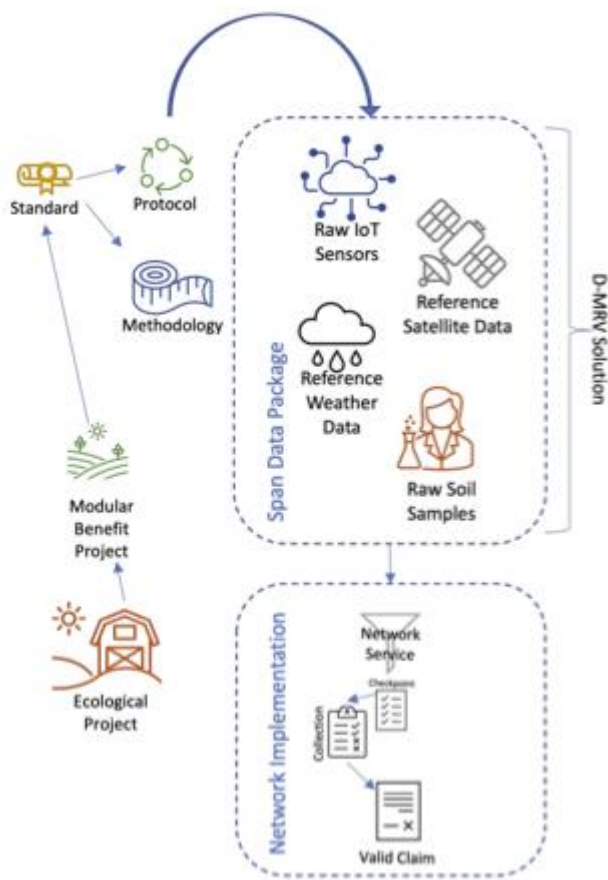 Standard
Protocol
Methodology
Modular
Benefit
Project
Ecological
Project
Span Data Package
Raw IoT
Sensors
Reference
Satellite Data
Reference
Weather
Data
Raw Soil
Samples
D-MRV Solution
Network Implementation
Network
Service
Checkpoint
Collection
Valid Claim